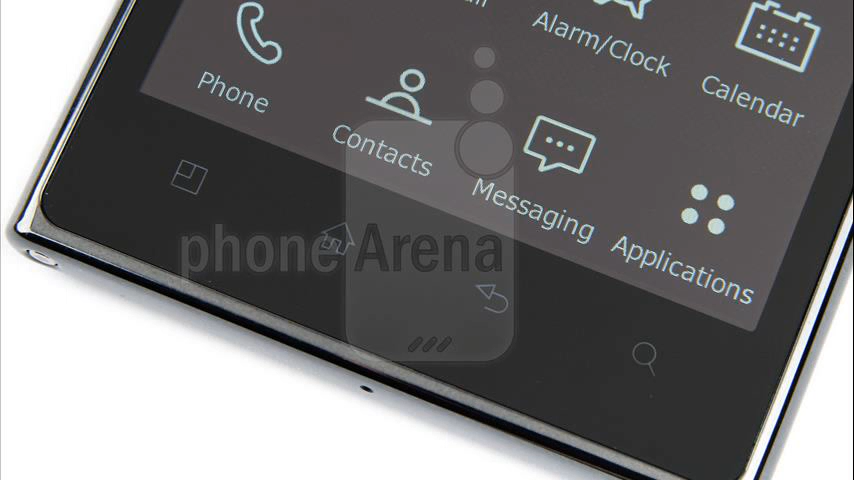 Alarm/Clock
Calendar
Phone
Contacts
Messaging
Applications
phoneArena